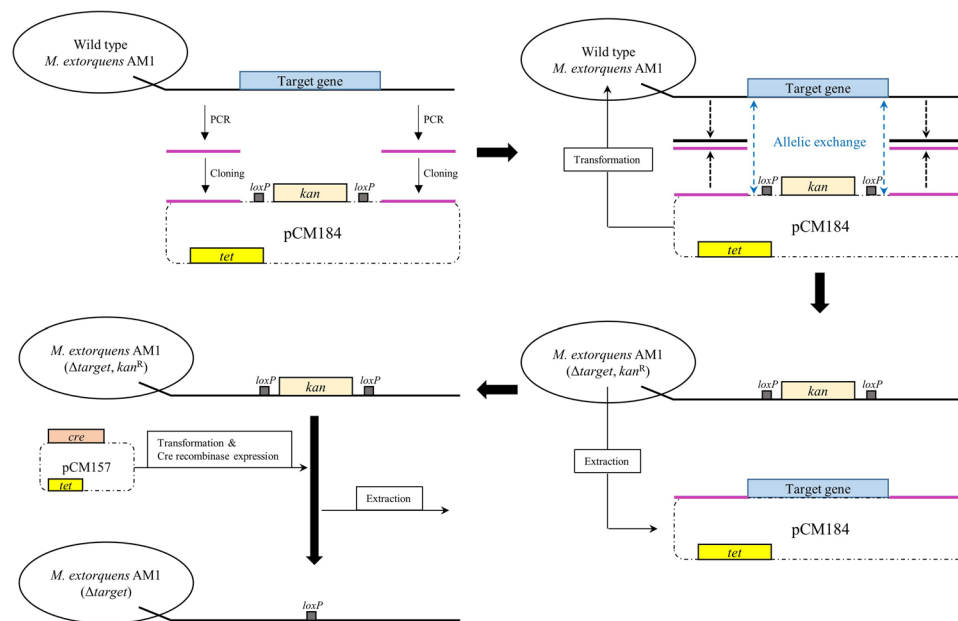 Wild type
M. extorquens AM1
Target gene
PCR
PCR
Cloning
Cloning
loxP
kan
loxP
pCM184
tet
Wild type
M. extorquens AM1
Target gene
Allelic exchange
Transformation
loxP
kan
loxP
pCM184
tet
M. extorquens AM1
(Δtarget, kanᴿ)
loxP
kan
loxP
cre
pCM157
tet
Transformation &
Cre recombinase expression
Extraction
M. extorquens AM1
(Δtarget)
loxP
M. extorquens AM1
(Δtarget, kanᴿ)
loxP
kan
loxP
Extraction
Target gene
pCM184
tet